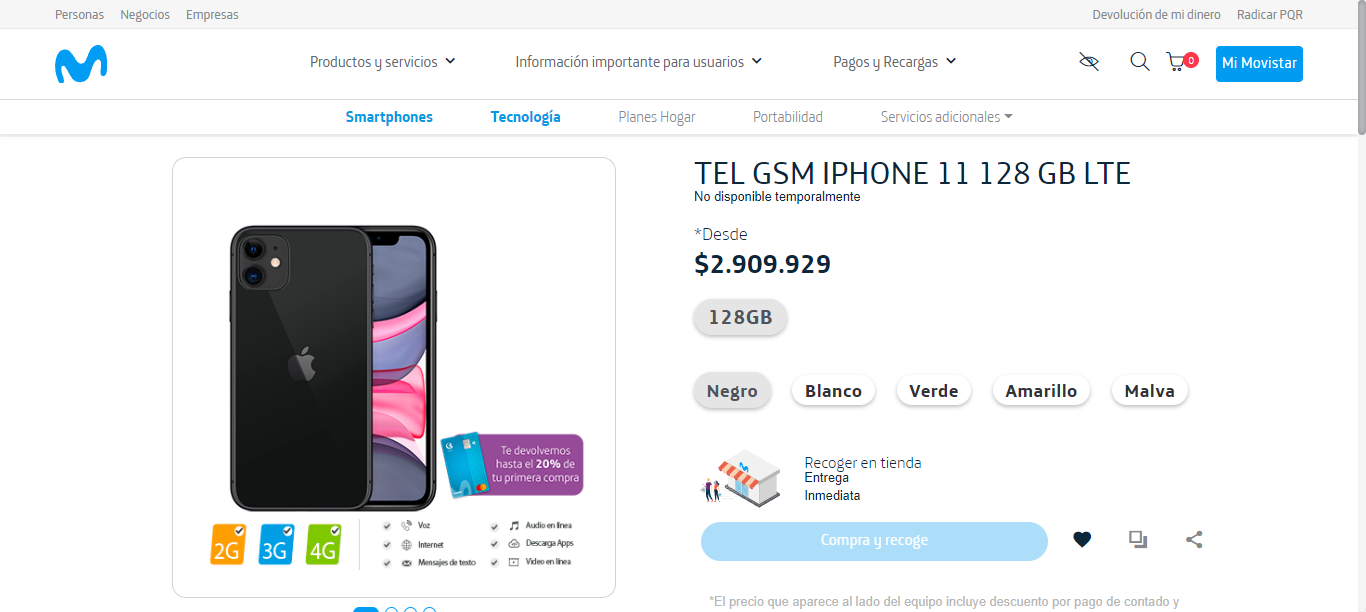 Personas Negocios Empresas Devolución de mi dinero Radicar PQR
Productos y servicios Información importante para usuarios Pagos y Recargas 0 Mi Movistar
Smartphones Tecnología Planes Hogar Portabilidad Servicios adicionales
TEL GSM IPHONE 11 128 GB LTE
No disponible temporalmente
*Desde
$2.909.929
128GB
Negro Blanco Verde Amarillo Malva
Te devolvemos
hasta el 20% de
tu primera compra
2G 3G 4G
Voz Audio en línea
Internet Descarga Apps
Mensajes de texto Video en línea
Recoger en tienda
Entrega
Inmediata
Compra y recoge
*El precio que aparece al lado del equipo incluye descuento por pago de contado y